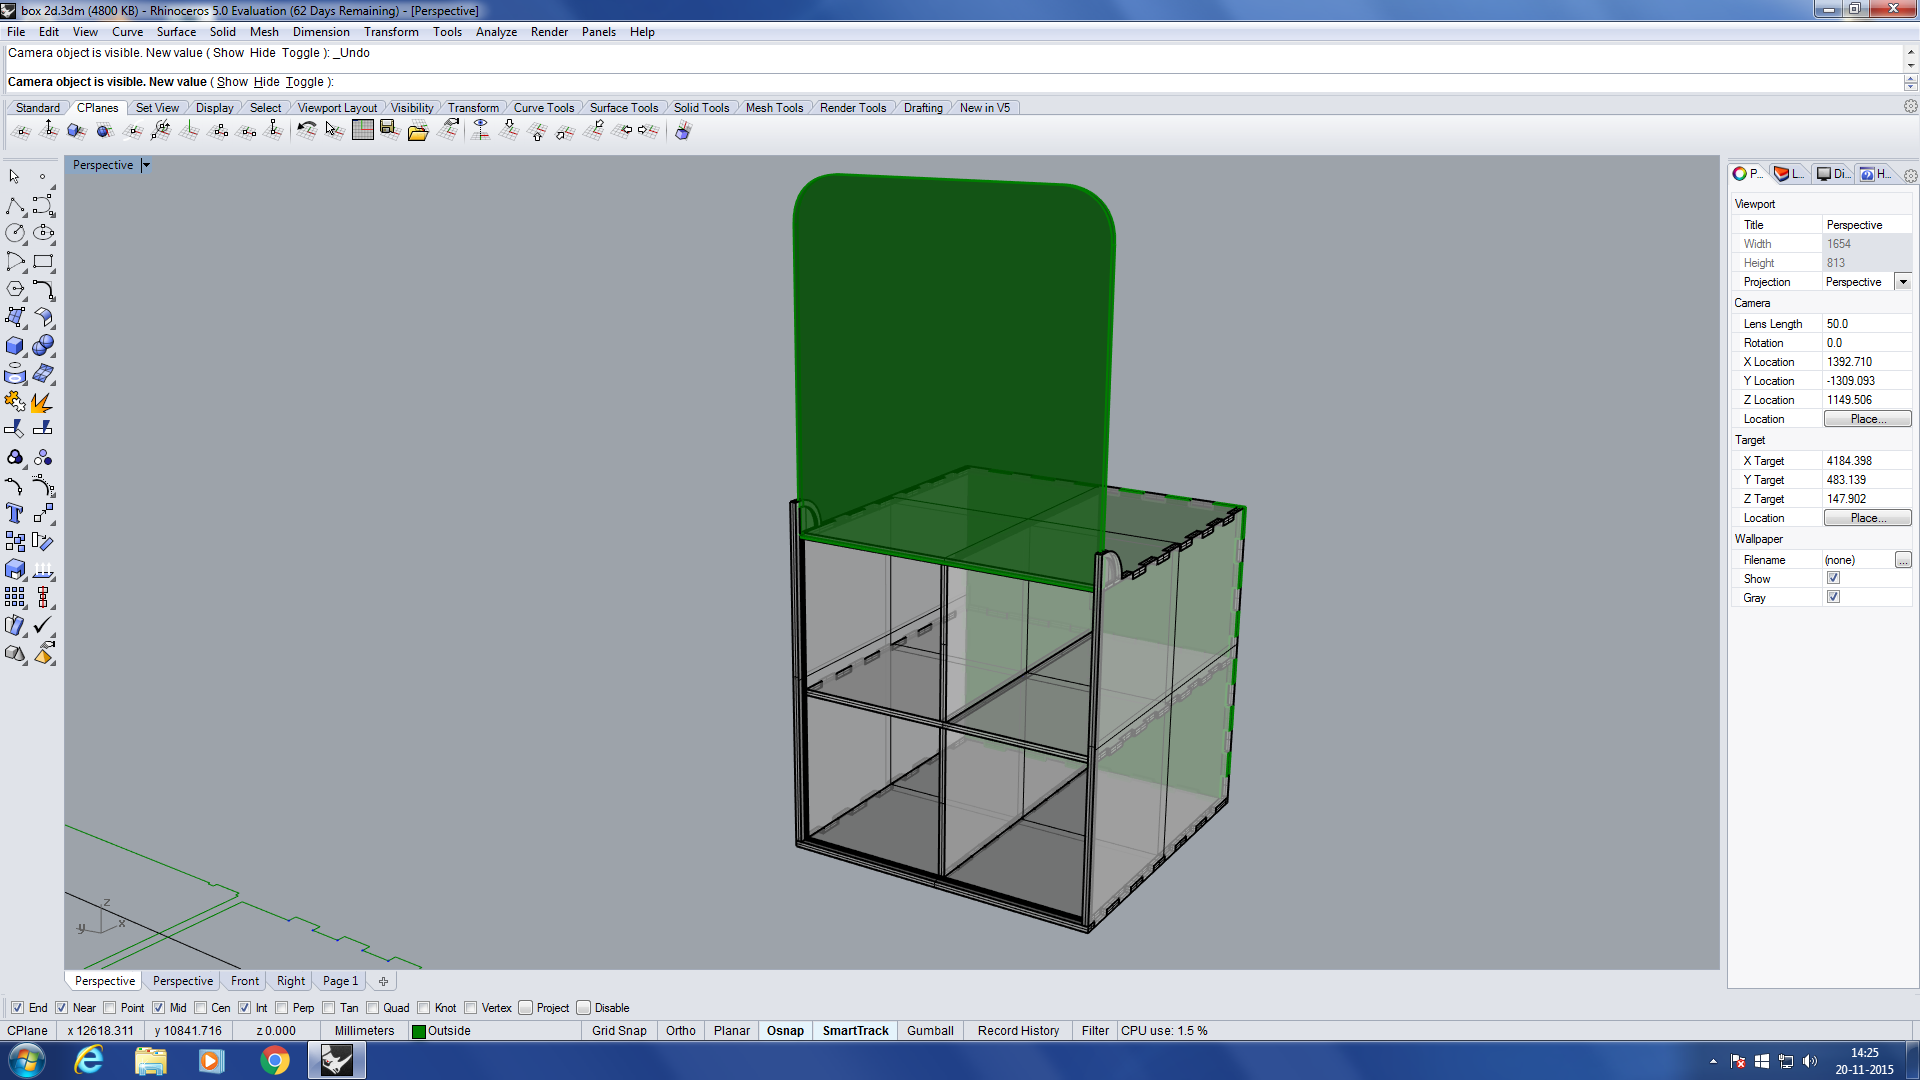 box 2d.3dm (4800 KB) - Rhinoceros 5.0 Evaluation (62 Days Remaining) - [Perspective]
File Edit View Curve Surface Solid Mesh Dimension Transform Tools Analyze Render Panels Help
Camera object is visible. New value ( Show Hide Toggle ): _Undo
Camera object is visible. New value ( Show Hide Toggle ):
Standard CPlanes Set View Display Select Viewport Layout Visibility Transform Curve Tools Surface Tools Solid Tools Mesh Tools Render Tools Drafting New in V5
Perspective
P... L... Di... H...
Viewport
Title Perspective
Width 1654
Height 813
Projection Perspective
Camera
Lens Length 50.0
Rotation 0.0
X Location 1392.710
Y Location -1309.093
Z Location 1149.506
Location Place...
Target
X Target 4184.398
Y Target 483.139
Z Target 147.902
Location Place...
Wallpaper
Filename (none) ...
Show
Gray
z
y x
Perspective Perspective Front Right Page 1
End Near Point Mid Cen Int Perp Tan Quad Knot Vertex Project Disable
CPlane x 12618.311 y 10841.716 z 0.000 Millimeters Outside Grid Snap Ortho Planar Osnap SmartTrack Gumball Record History Filter CPU use: 1.5 %
14:25
20-11-2015